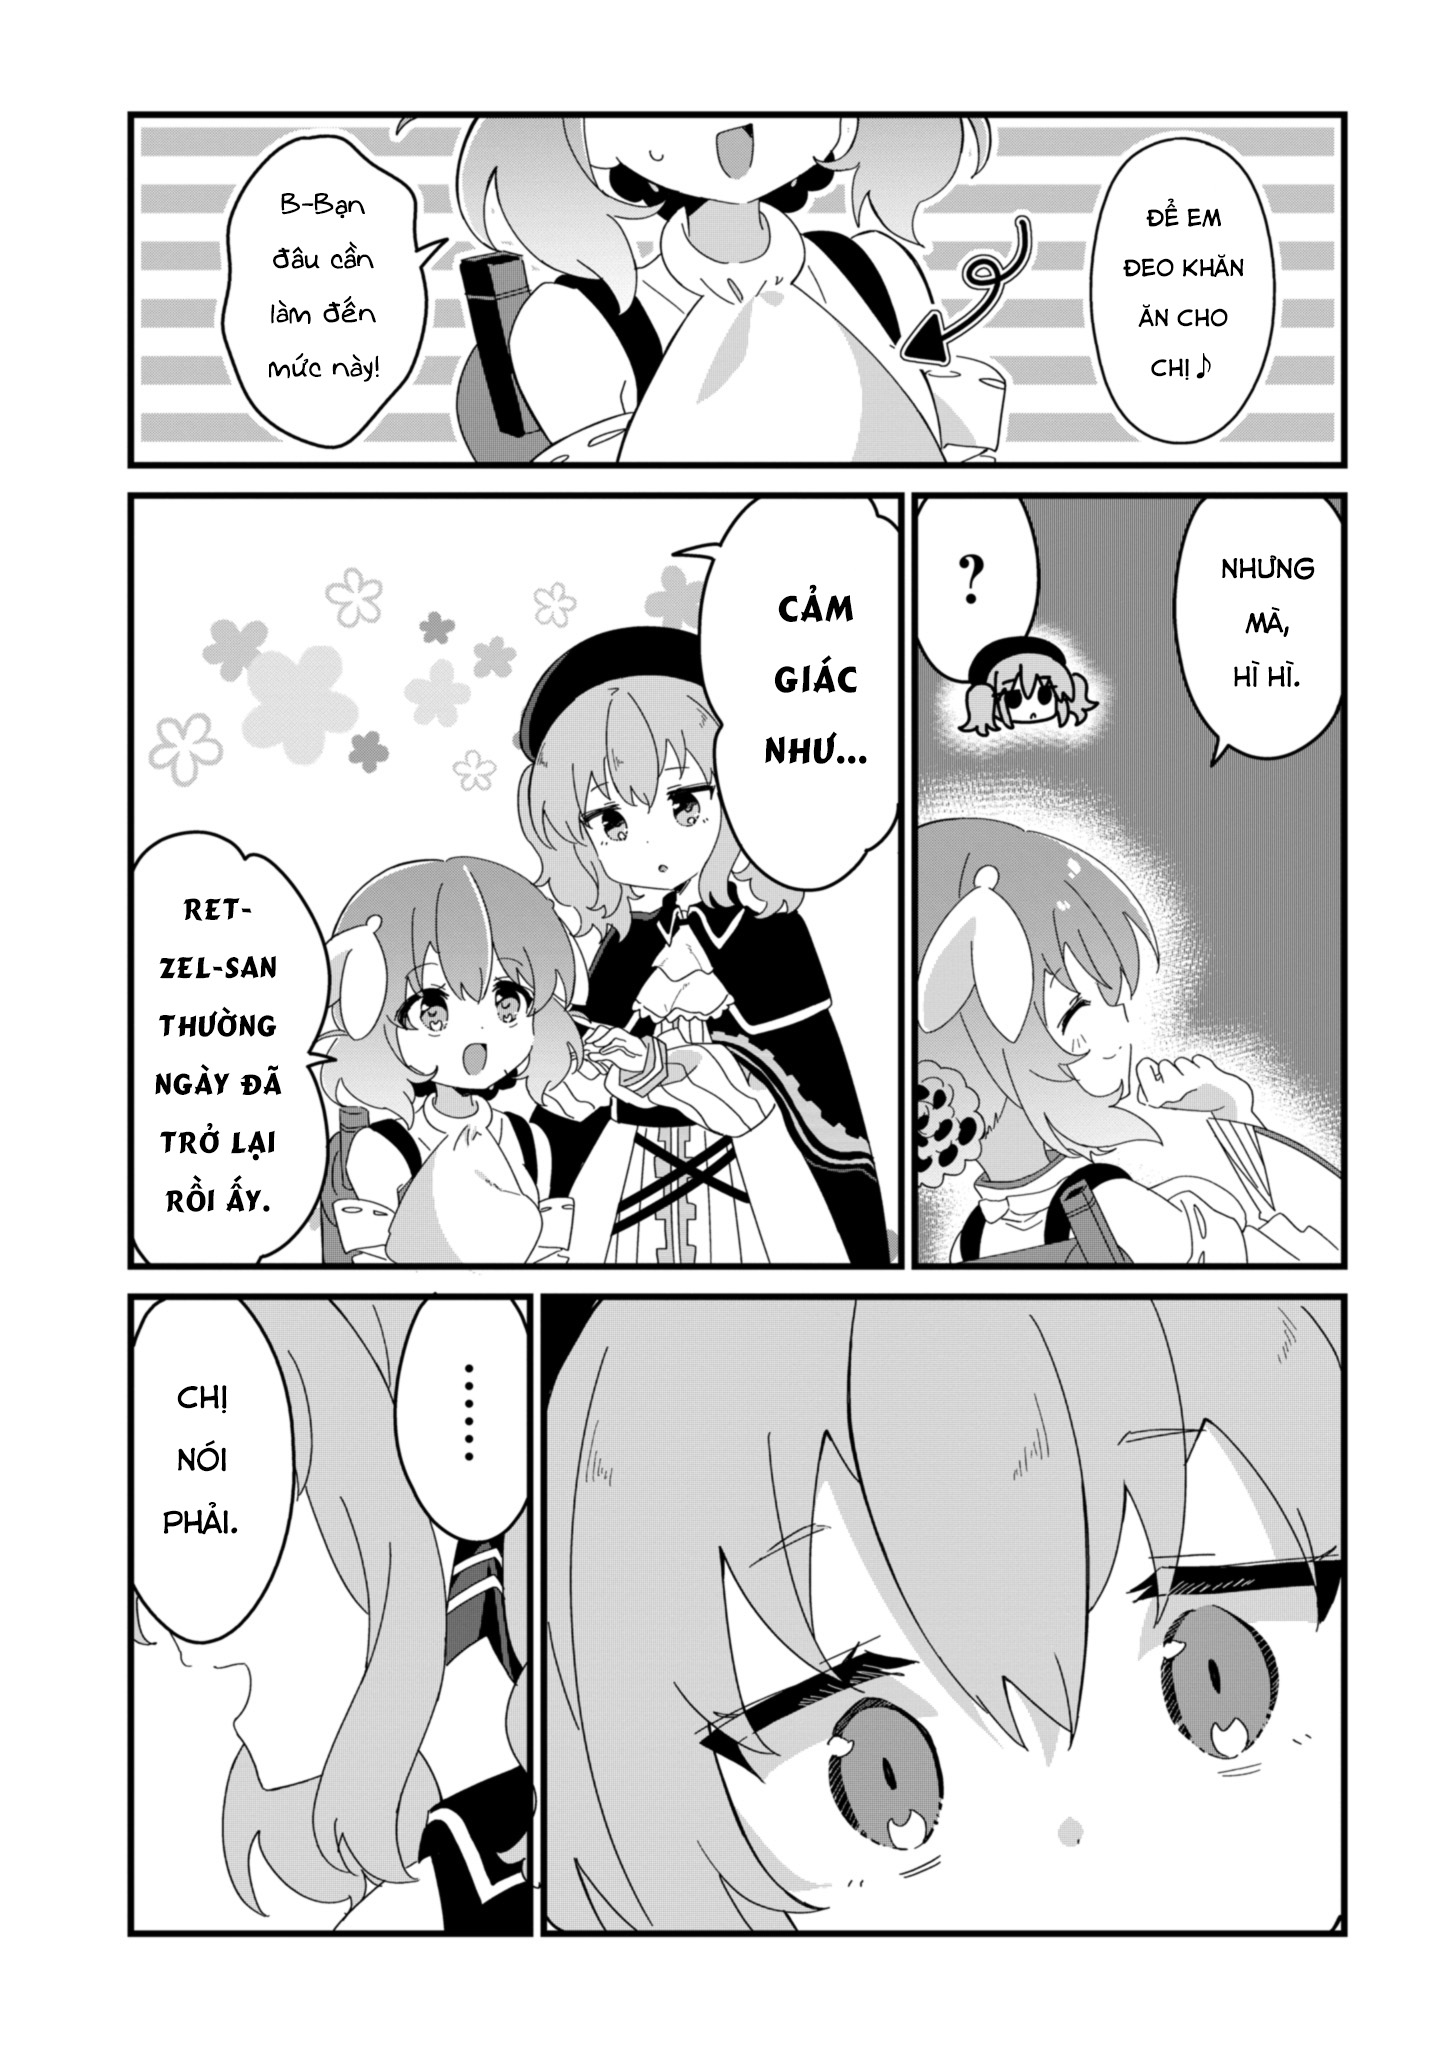 ĐỂ EM
ĐEO KHĂN
ĂN CHO
CHỊ♪
B-Bạn
đâu cần
làm đến
mức này!
NHƯNG
MÀ,
HÌ HÌ.
?
CẢM
GIÁC
NHƯ...
RET-
ZEL-SAN
THƯỜNG
NGÀY ĐÃ
TRỞ LẠI
RỒI ẤY.
......
CHỊ
NÓI
PHẢI.